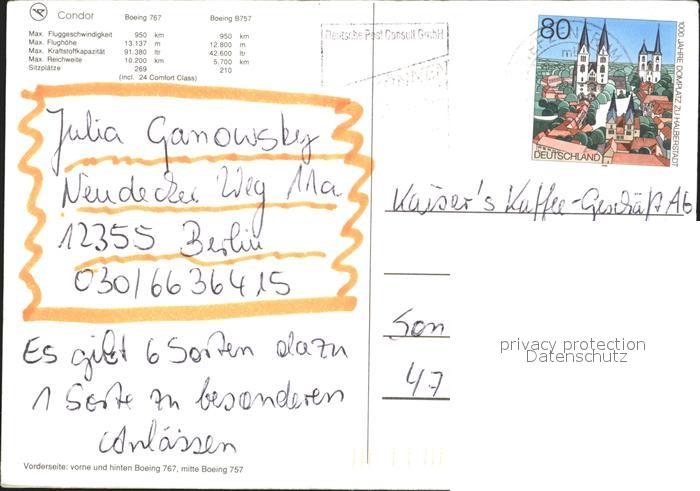 Condor Boeing 767 Boeing B757
Max. Fluggeschwindigkeit 950 km 950 km
Max. Flughöhe 13.137 m 12.800 m
Max. Kraftstoffkapazität 91.380 ltr 42.600 ltr
Max. Reichweite 10.200 km 5,700 km
Sitzplätze 269 210
(incl. 24 Comfort Class)
Deutsche Post Consult GmbH
80
1000 JAHRE DOMPLATZ ZU HALBERSTADT
DEUTSCHLAND
Julia Ganowsky
Neudecker Weg 11a
12355 Berlin
030/6636415
Es gibt 6 Sorten dazu
1 Sorte zu besonderen
Anlässen
Kaiser's Kaffee-Geschäft AG
Son
47
privacy protection
Datenschutz
Vorderseite: vorne und hinten Boeing 767, mitte Boeing 757